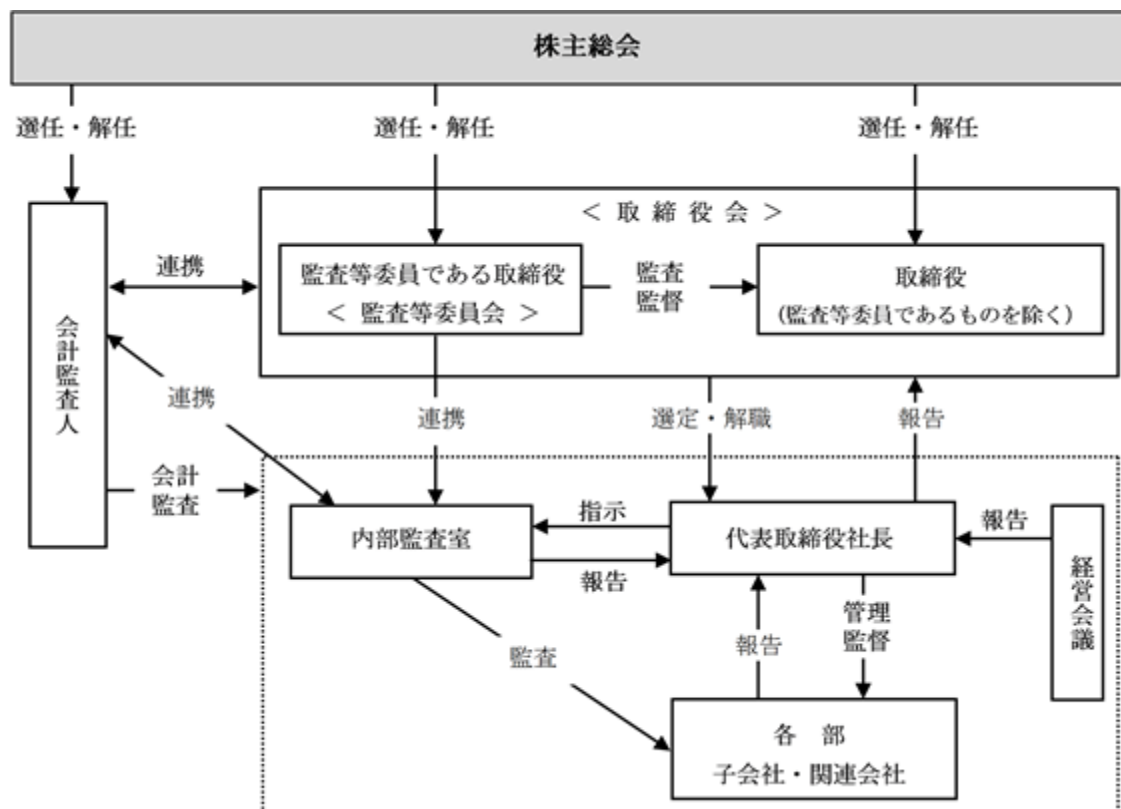 株主総会
選任・解任
選任・解任
選任・解任
＜ 取 締 役 会 ＞
連携
監査等委員である取締役
＜ 監査等委員会 ＞
監査
監督
取締役
（監査等委員であるものを除く）
会計監査人
連携
連携
選定・解職
報告
会計
監査
内部監査室
指示
報告
代表取締役社長
報告
経営会議
監査
報告
管理
監督
各　部
子会社・関連会社